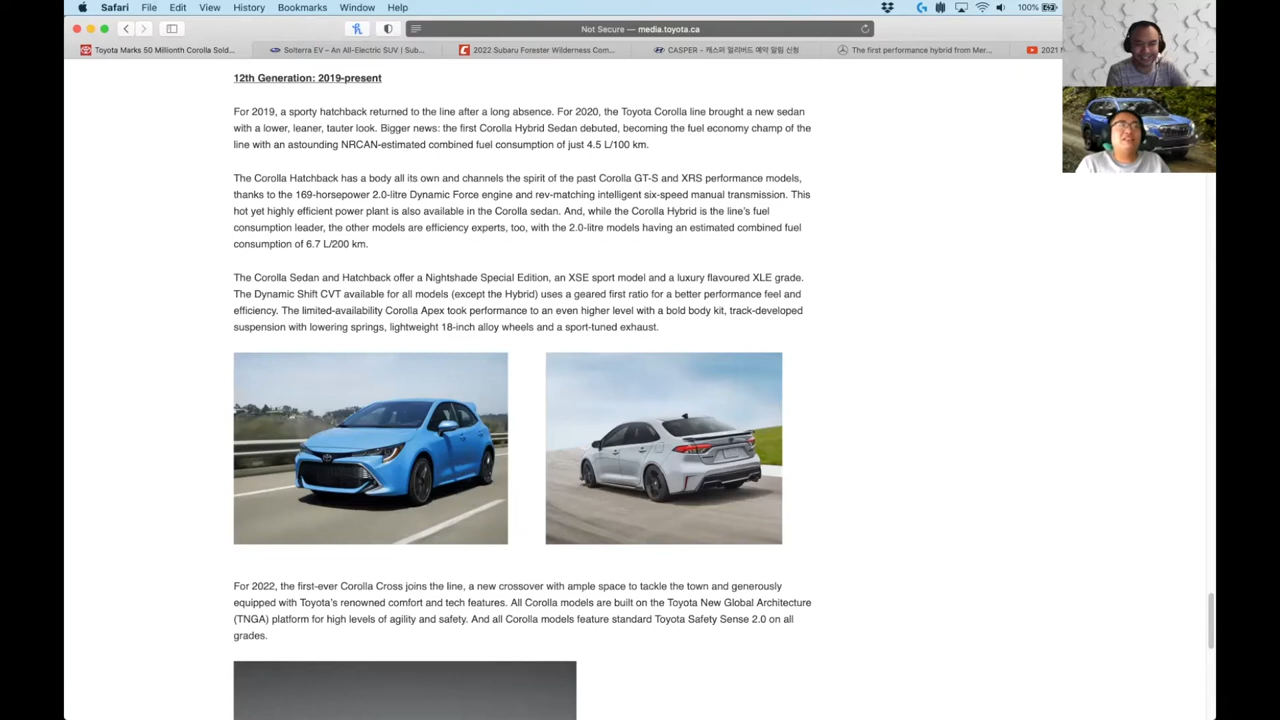 Safari File Edit View History Bookmarks Window Help 100%
Not Secure — media.toyota.ca
Toyota Marks 50 Millionth Corolla Sold... Solterra EV – An All-Electric SUV | Sub... 2022 Subaru Forester Wilderness Com... CASPER - 캐스퍼 얼리버드 예약 알림 신청 The first performance hybrid from Mer... 2021 N
12th Generation: 2019-present
For 2019, a sporty hatchback returned to the line after a long absence. For 2020, the Toyota Corolla line brought a new sedan
with a lower, leaner, tauter look. Bigger news: the first Corolla Hybrid Sedan debuted, becoming the fuel economy champ of the
line with an astounding NRCAN-estimated combined fuel consumption of just 4.5 L/100 km.
The Corolla Hatchback has a body all its own and channels the spirit of the past Corolla GT-S and XRS performance models,
thanks to the 169-horsepower 2.0-litre Dynamic Force engine and rev-matching intelligent six-speed manual transmission. This
hot yet highly efficient power plant is also available in the Corolla sedan. And, while the Corolla Hybrid is the line's fuel
consumption leader, the other models are efficiency experts, too, with the 2.0-litre models having an estimated combined fuel
consumption of 6.7 L/200 km.
The Corolla Sedan and Hatchback offer a Nightshade Special Edition, an XSE sport model and a luxury flavoured XLE grade.
The Dynamic Shift CVT available for all models (except the Hybrid) uses a geared first ratio for a better performance feel and
efficiency. The limited-availability Corolla Apex took performance to an even higher level with a bold body kit, track-developed
suspension with lowering springs, lightweight 18-inch alloy wheels and a sport-tuned exhaust.
For 2022, the first-ever Corolla Cross joins the line, a new crossover with ample space to tackle the town and generously
equipped with Toyota's renowned comfort and tech features. All Corolla models are built on the Toyota New Global Architecture
(TNGA) platform for high levels of agility and safety. And all Corolla models feature standard Toyota Safety Sense 2.0 on all
grades.